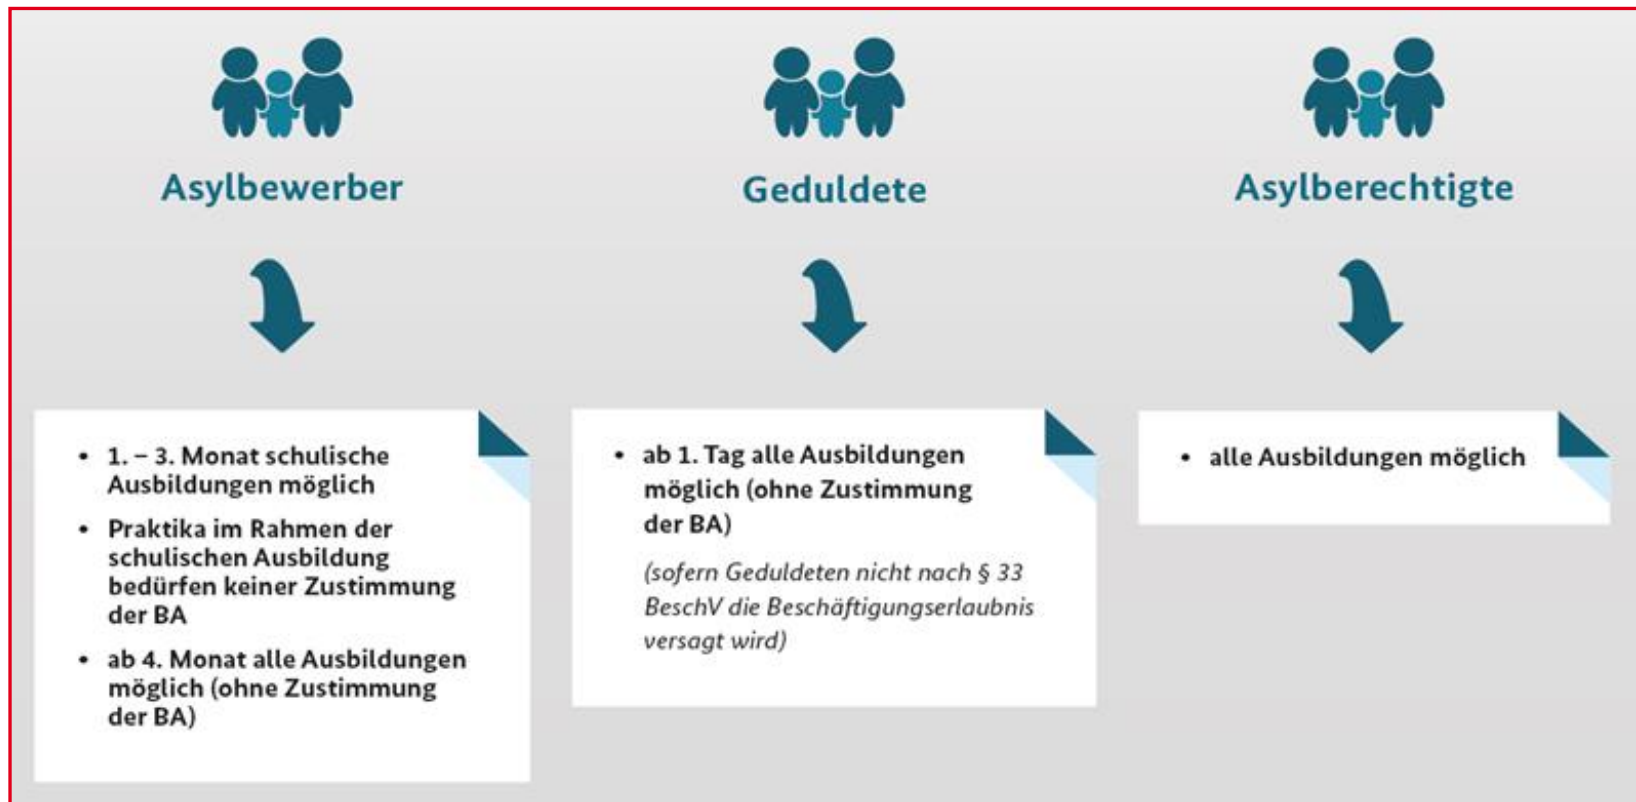 Asylbewerber
• 1. – 3. Monat schulische
Ausbildungen möglich
• Praktika im Rahmen der
schulischen Ausbildung
bedürfen keiner Zustimmung
der BA
• ab 4. Monat alle Ausbildungen
möglich (ohne Zustimmung
der BA)
Geduldete
• ab 1. Tag alle Ausbildungen
möglich (ohne Zustimmung
der BA)
(sofern Geduldeten nicht nach § 33
BeschV die Beschäftigungserlaubnis
versagt wird)
Asylberechtigte
• alle Ausbildungen möglich